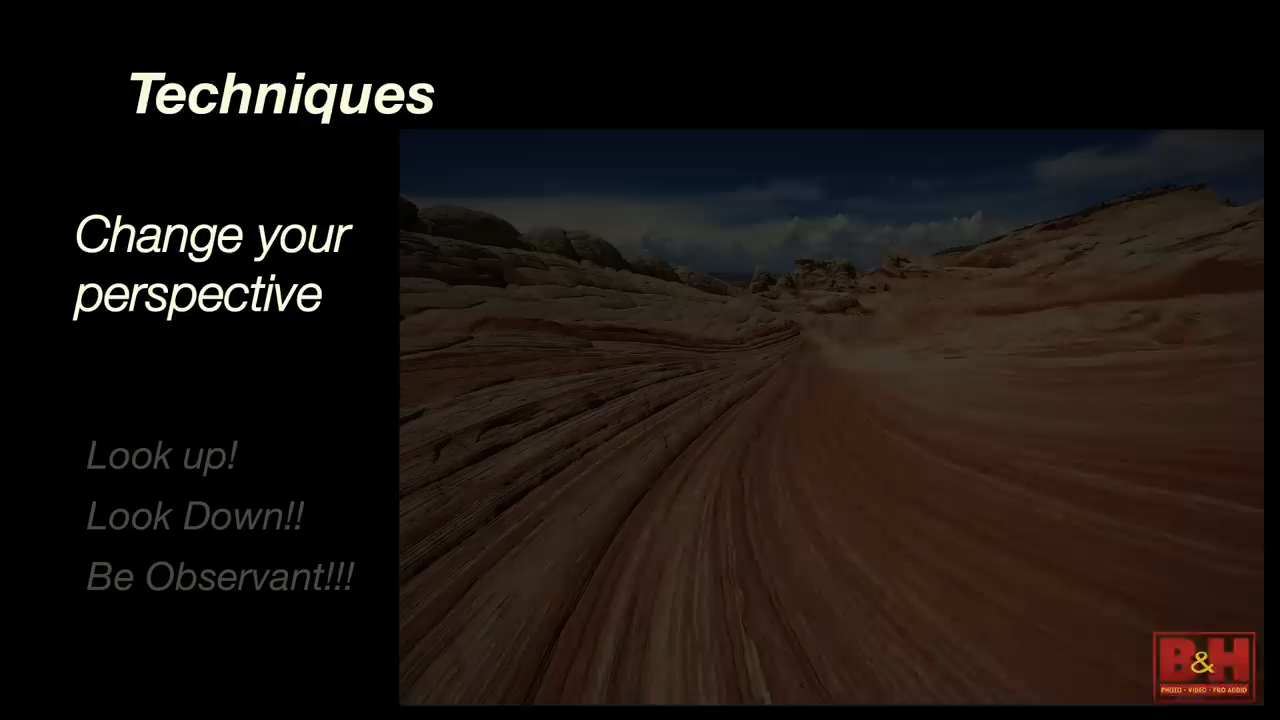 Techniques
Change your
perspective
Look up!
Look Down!!
Be Observant!!!
B&H
PHOTO · VIDEO · PRO AUDIO